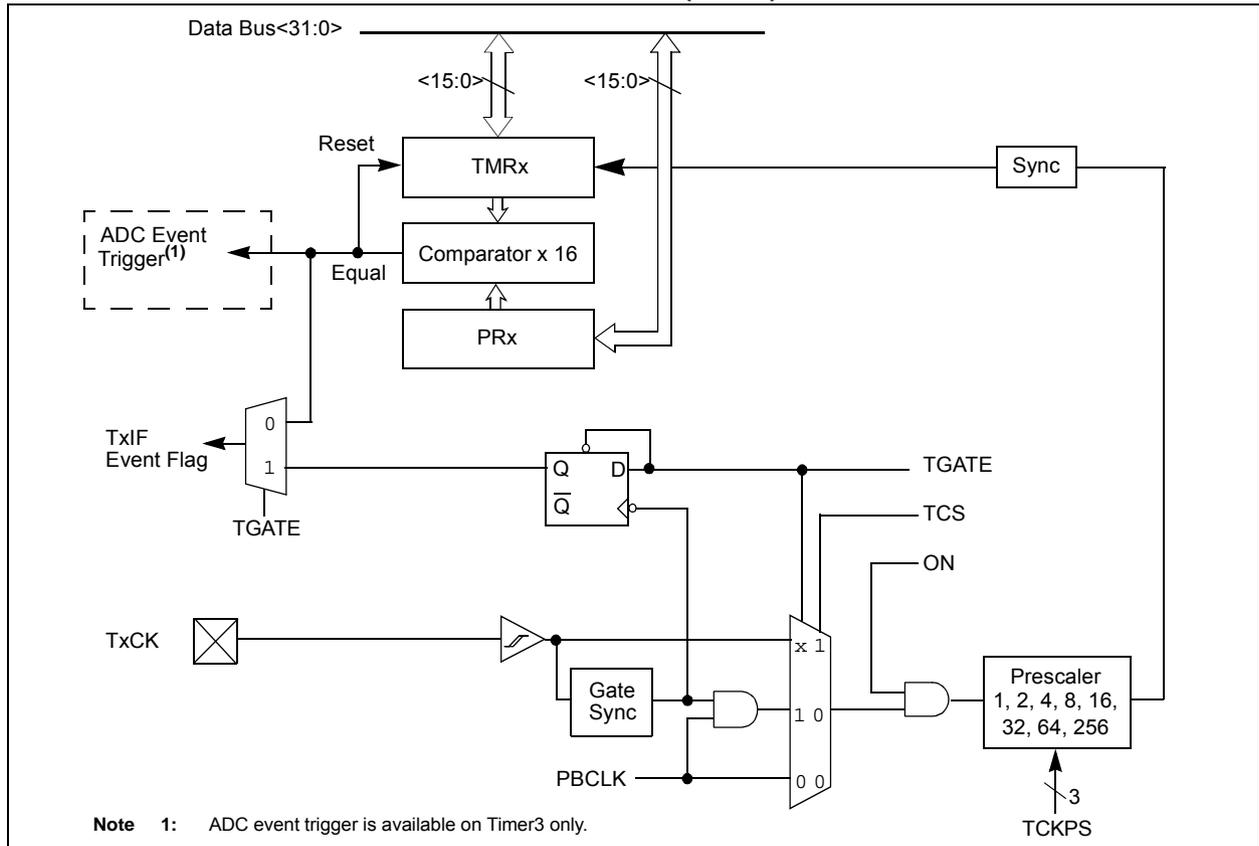 Data Bus<31:0>
<15:0>
<15:0>
Reset
TMRx
Sync
ADC Event
Trigger(1)
Equal
Comparator x 16
PRx
0
1
TxIF
Event Flag
TGATE
Q
D
Q̅
TGATE
TCS
ON
TxCK
x 1
Gate
Sync
1 0
0 0
PBCLK
Prescaler
1, 2, 4, 8, 16,
32, 64, 256
3
TCKPS
Note 1: ADC event trigger is available on Timer3 only.